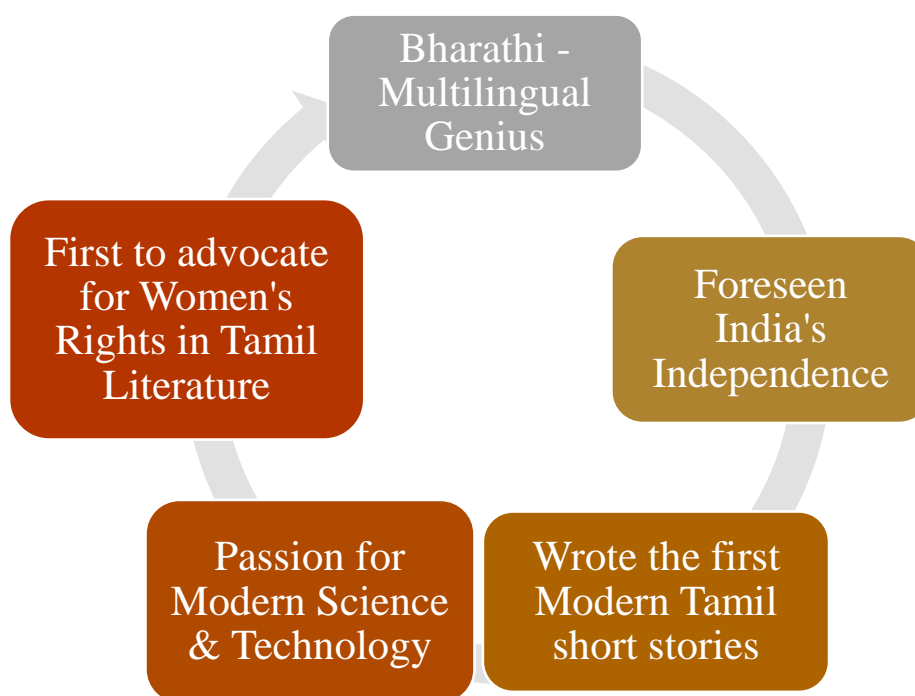 Bharathi -
Multilingual
Genius
Foreseen
India's
Independence
Wrote the first
Modern Tamil
short stories
Passion for
Modern Science
& Technology
First to advocate
for Women's
Rights in Tamil
Literature